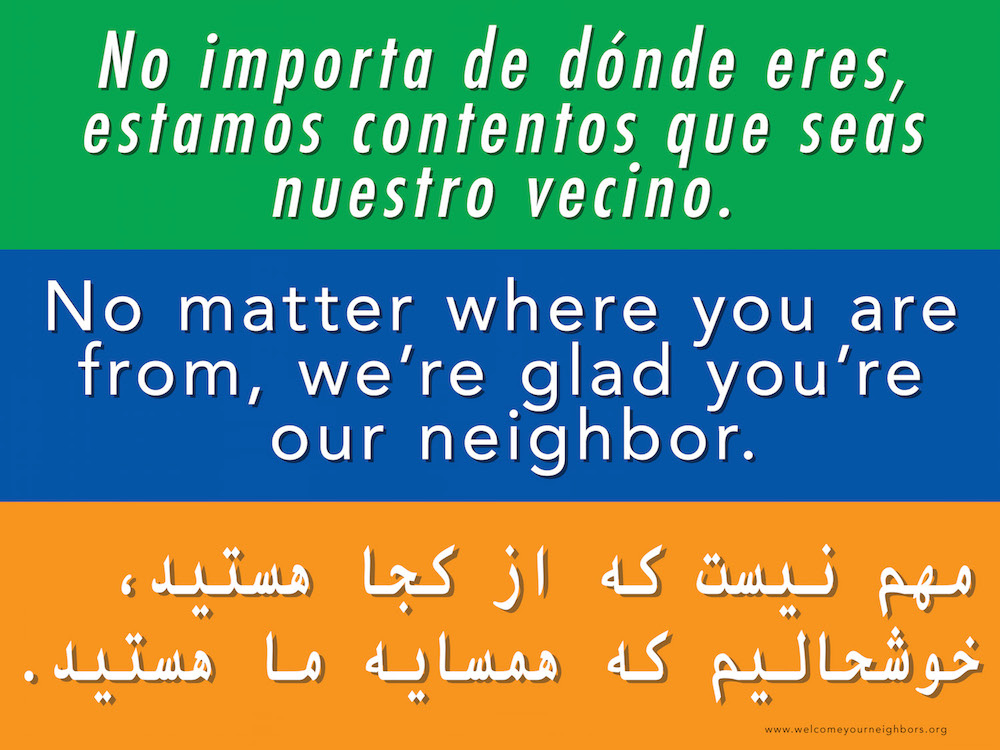 No importa de dónde eres,
estamos contentos que seas
nuestro vecino.
No matter where you are
from, we’re glad you’re
our neighbor.
مهم نیست که از کجا هستید،
خوشحالیم که همسایه ما هستید.
www.welcomeyourneighbors.org